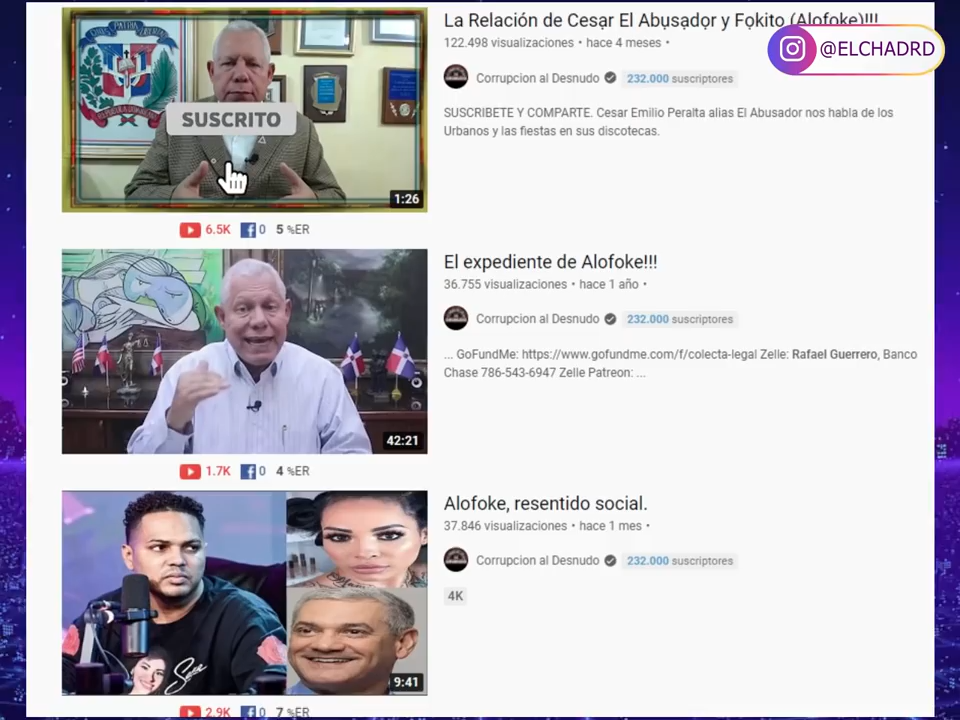 La Relación de Cesar El Abusador y Fokito (Alofoke)!!!
122.498 visualizaciones • hace 4 meses •
@ELCHADRD
Corrupcion al Desnudo 232.000 suscriptores
SUSCRIBETE Y COMPARTE. Cesar Emilio Peralta alias El Abusador nos habla de los
Urbanos y las fiestas en sus discotecas.
SUSCRITO
1:26
6.5K 0 5 %ER
El expediente de Alofoke!!!
36.755 visualizaciones • hace 1 año •
Corrupcion al Desnudo 232.000 suscriptores
... GoFundMe: https://www.gofundme.com/f/colecta-legal Zelle: Rafael Guerrero, Banco
Chase 786-543-6947 Zelle Patreon: ...
42:21
1.7K 0 4 %ER
Alofoke, resentido social.
37.846 visualizaciones • hace 1 mes •
Corrupcion al Desnudo 232.000 suscriptores
4K
9:41
2.9K 0 7 %ER